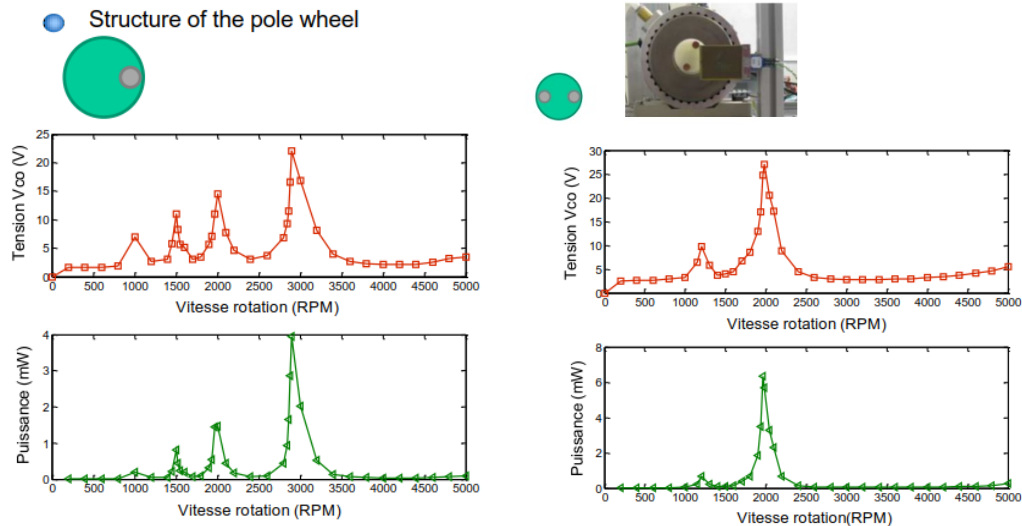 Structure of the pole wheel
25
20
15
10
5
0
Tension Vco (V)
0 500 1000 1500 2000 2500 3000 3500 4000 4500 5000
Vitesse rotation (RPM)
4
3
2
1
0
Puissance (mW)
0 500 1000 1500 2000 2500 3000 3500 4000 4500 5000
Vitesse rotation (RPM)
30
25
20
15
10
5
0
Tension Vco (V)
0 500 1000 1500 2000 2500 3000 3500 4000 4500 5000
Vitesse rotation (RPM)
8
6
4
2
0
Puissance (mW)
0 500 1000 1500 2000 2500 3000 3500 4000 4500 5000
Vitesse rotation(RPM)